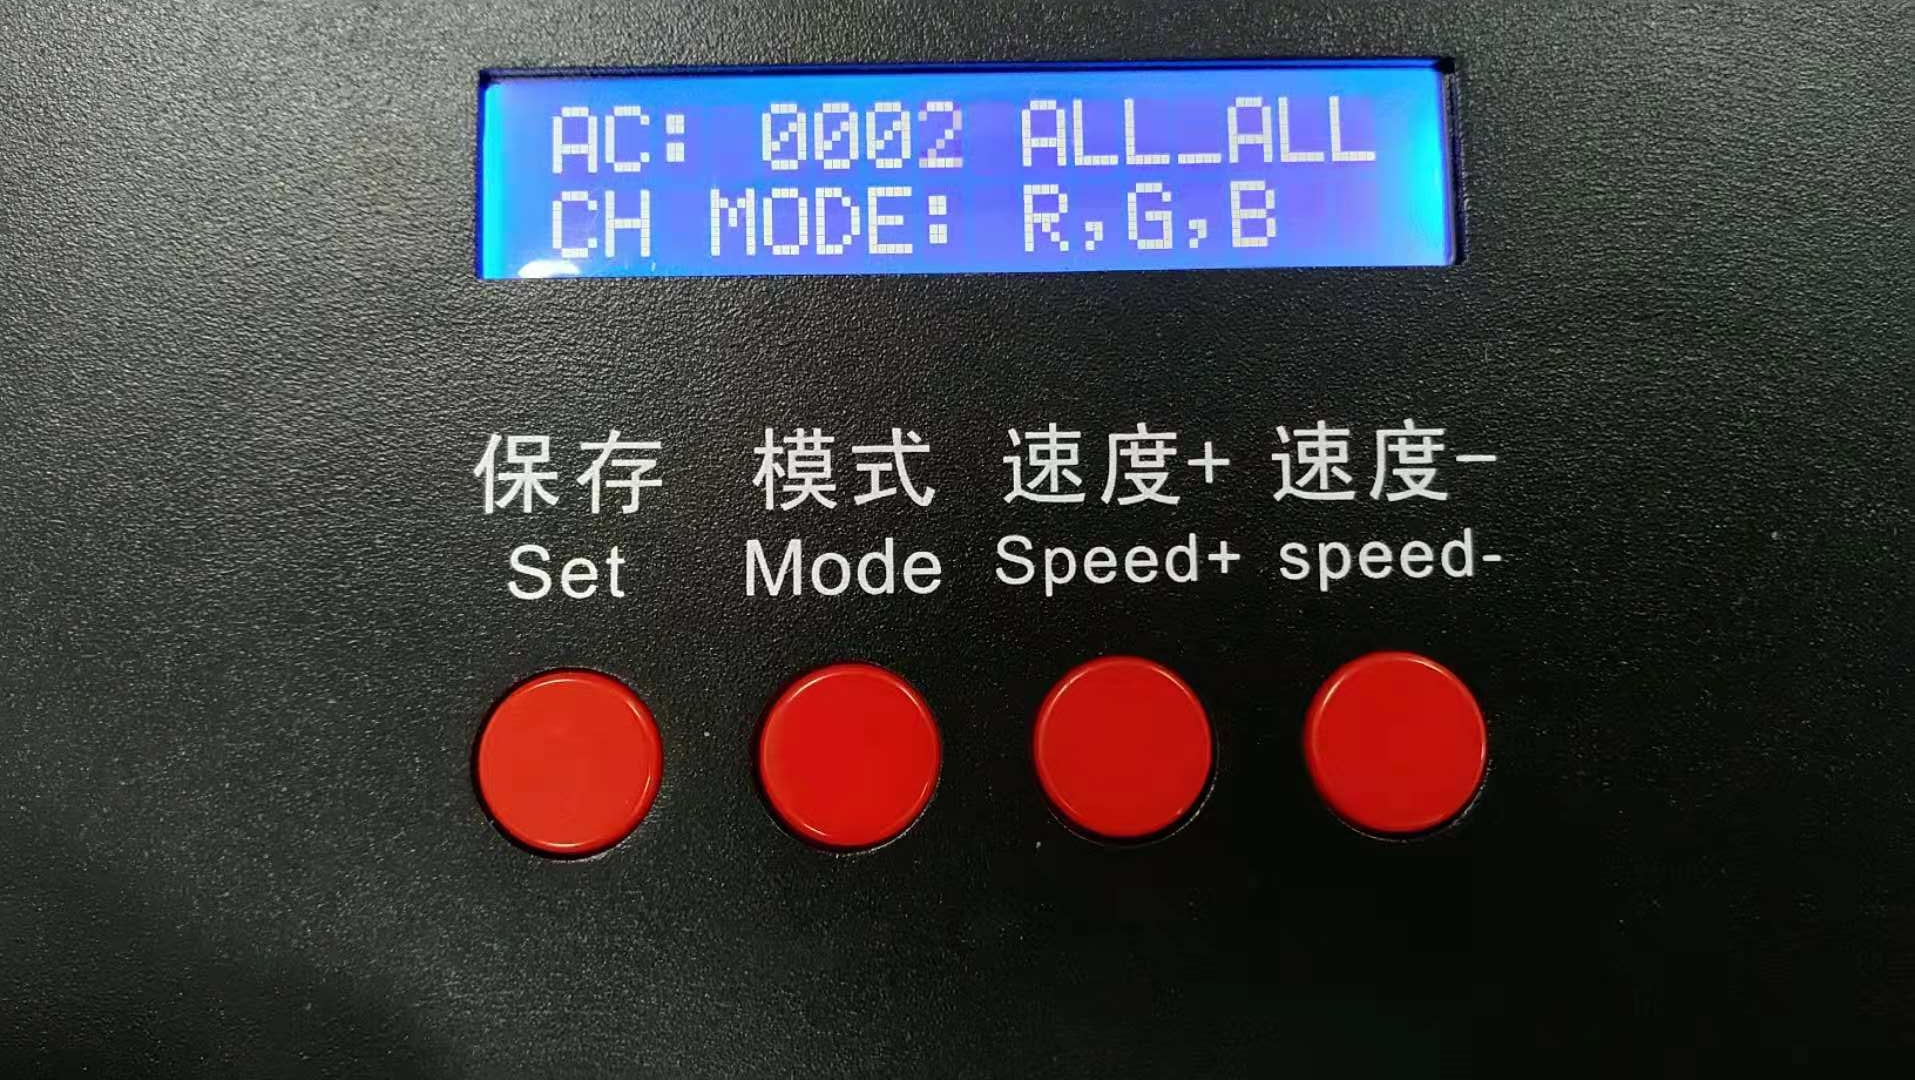 AC: 0002 ALL_ALL
CH MODE: R,G,B
保存 模式 速度+ 速度-
Set Mode Speed+ speed-